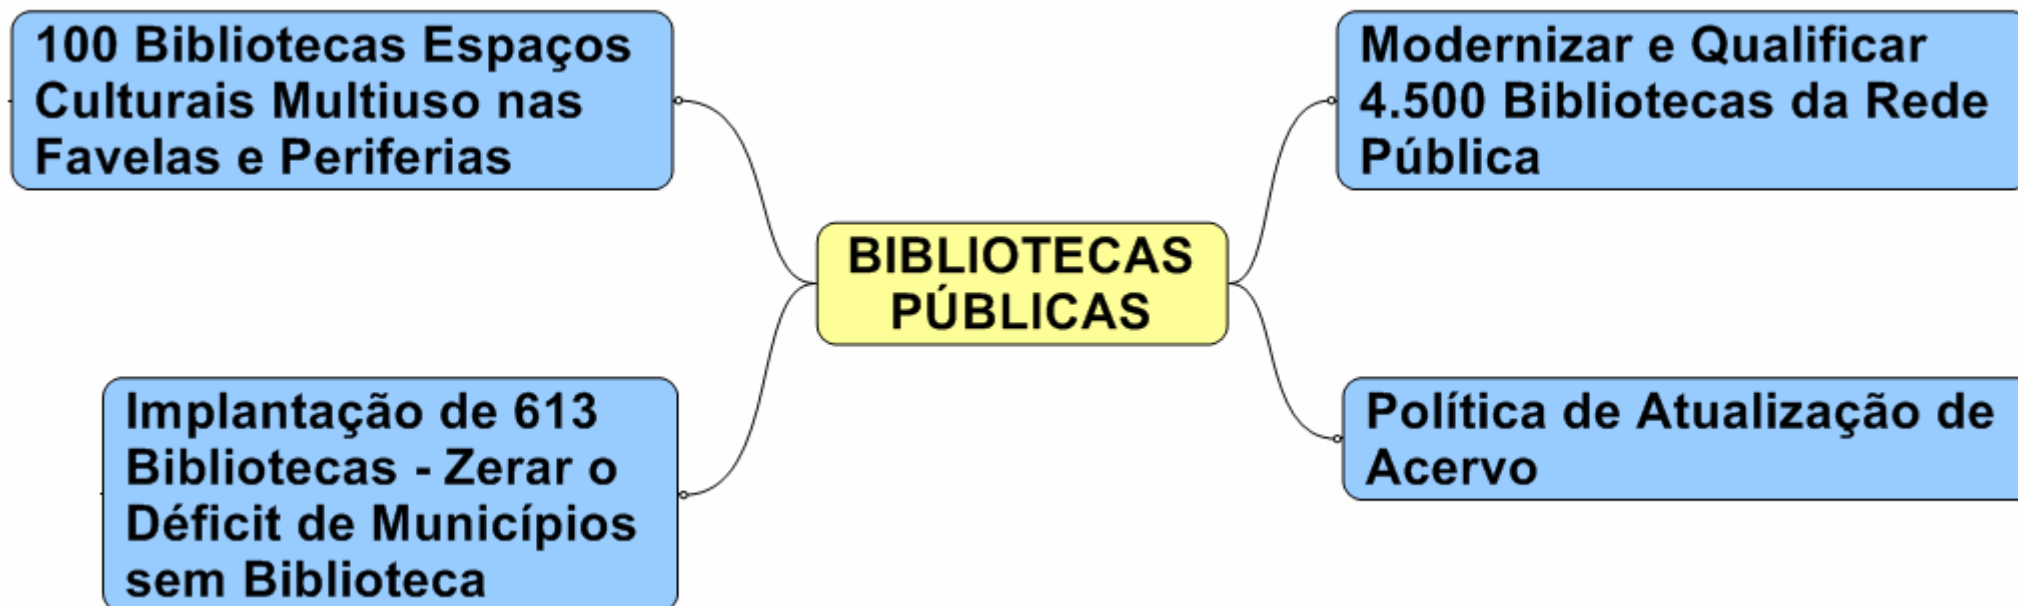 100 Bibliotecas Espaços
Culturais Multiuso nas
Favelas e Periferias
Modernizar e Qualificar
4.500 Bibliotecas da Rede
Pública
BIBLIOTECAS
PÚBLICAS
Implantação de 613
Bibliotecas - Zerar o
Déficit de Municípios
sem Biblioteca
Política de Atualização de
Acervo